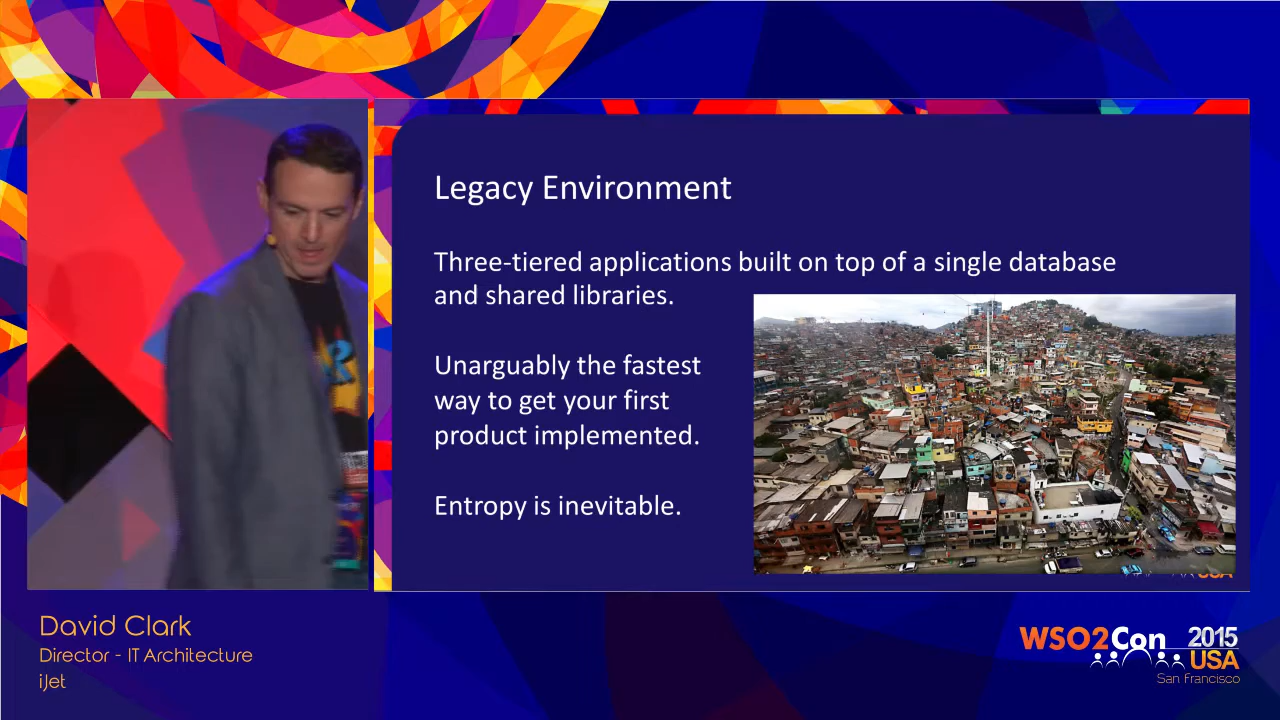 Legacy Environment
Three-tiered applications built on top of a single database
and shared libraries.
Unarguably the fastest
way to get your first
product implemented.
Entropy is inevitable.
David Clark
Director - IT Architecture
iJet
WSO2Con 2015
USA
San Francisco